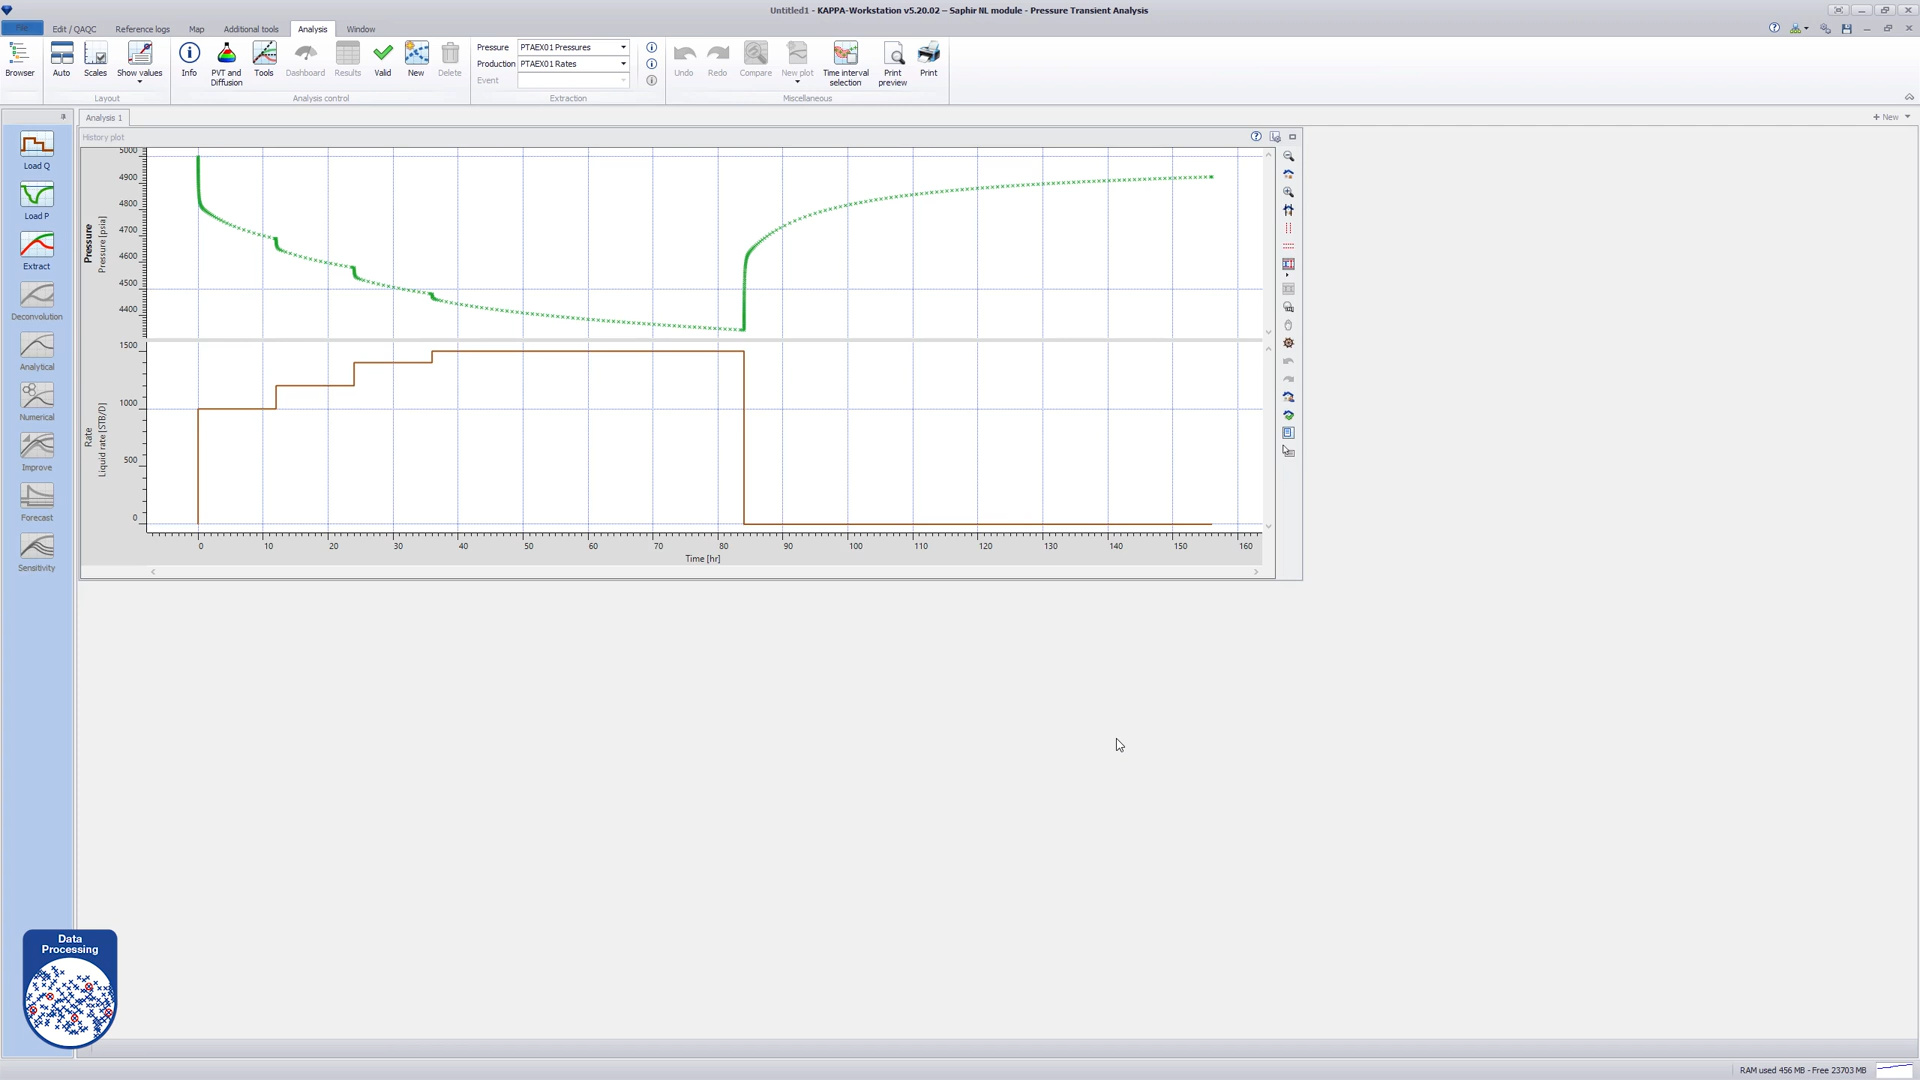 Untitled1 - KAPPA-Workstation v5.20.02 – Saphir NL module - Pressure Transient Analysis
File Edit / QAQC Reference logs Map Additional tools Analysis Window
Browser
Auto
Scales
Show values
Layout
Info
PVT and
Diffusion
Tools
Dashboard
Results
Valid
New
Delete
Analysis control
Pressure PTAEX01 Pressures
Production PTAEX01 Rates
Event
Extraction
Undo
Redo
Compare
New plot
Time interval
selection
Print
preview
Print
Miscellaneous
Analysis 1
+ New
History plot
Load Q
Load P
Extract
Deconvolution
Analytical
Numerical
Improve
Forecast
Sensitivity
Pressure
Pressure [psia]
5000
4900
4800
4700
4600
4500
4400
Rate
Liquid rate [STB/D]
1500
1000
500
0
0 10 20 30 40 50 60 70 80 90 100 110 120 130 140 150 160
Time [hr]
Data
Processing
RAM used 456 MB - Free 23703 MB